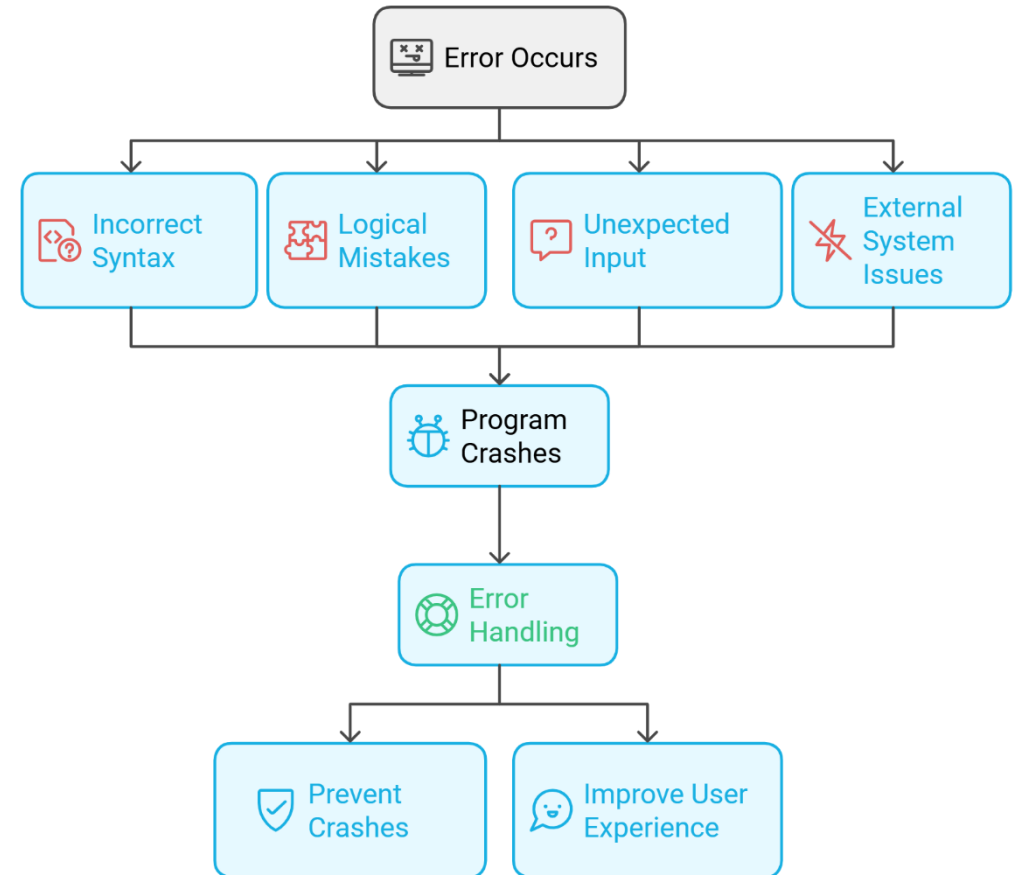 Error Occurs
Incorrect
Syntax
Logical
Mistakes
Unexpected
Input
External
System
Issues
Program
Crashes
Error
Handling
Prevent
Crashes
Improve User
Experience